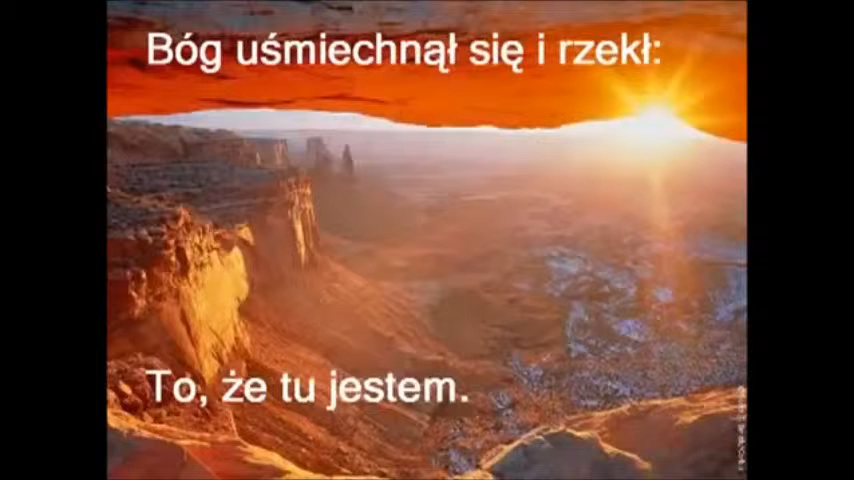 Bóg uśmiechnął się i rzekł:
To, że tu jestem.